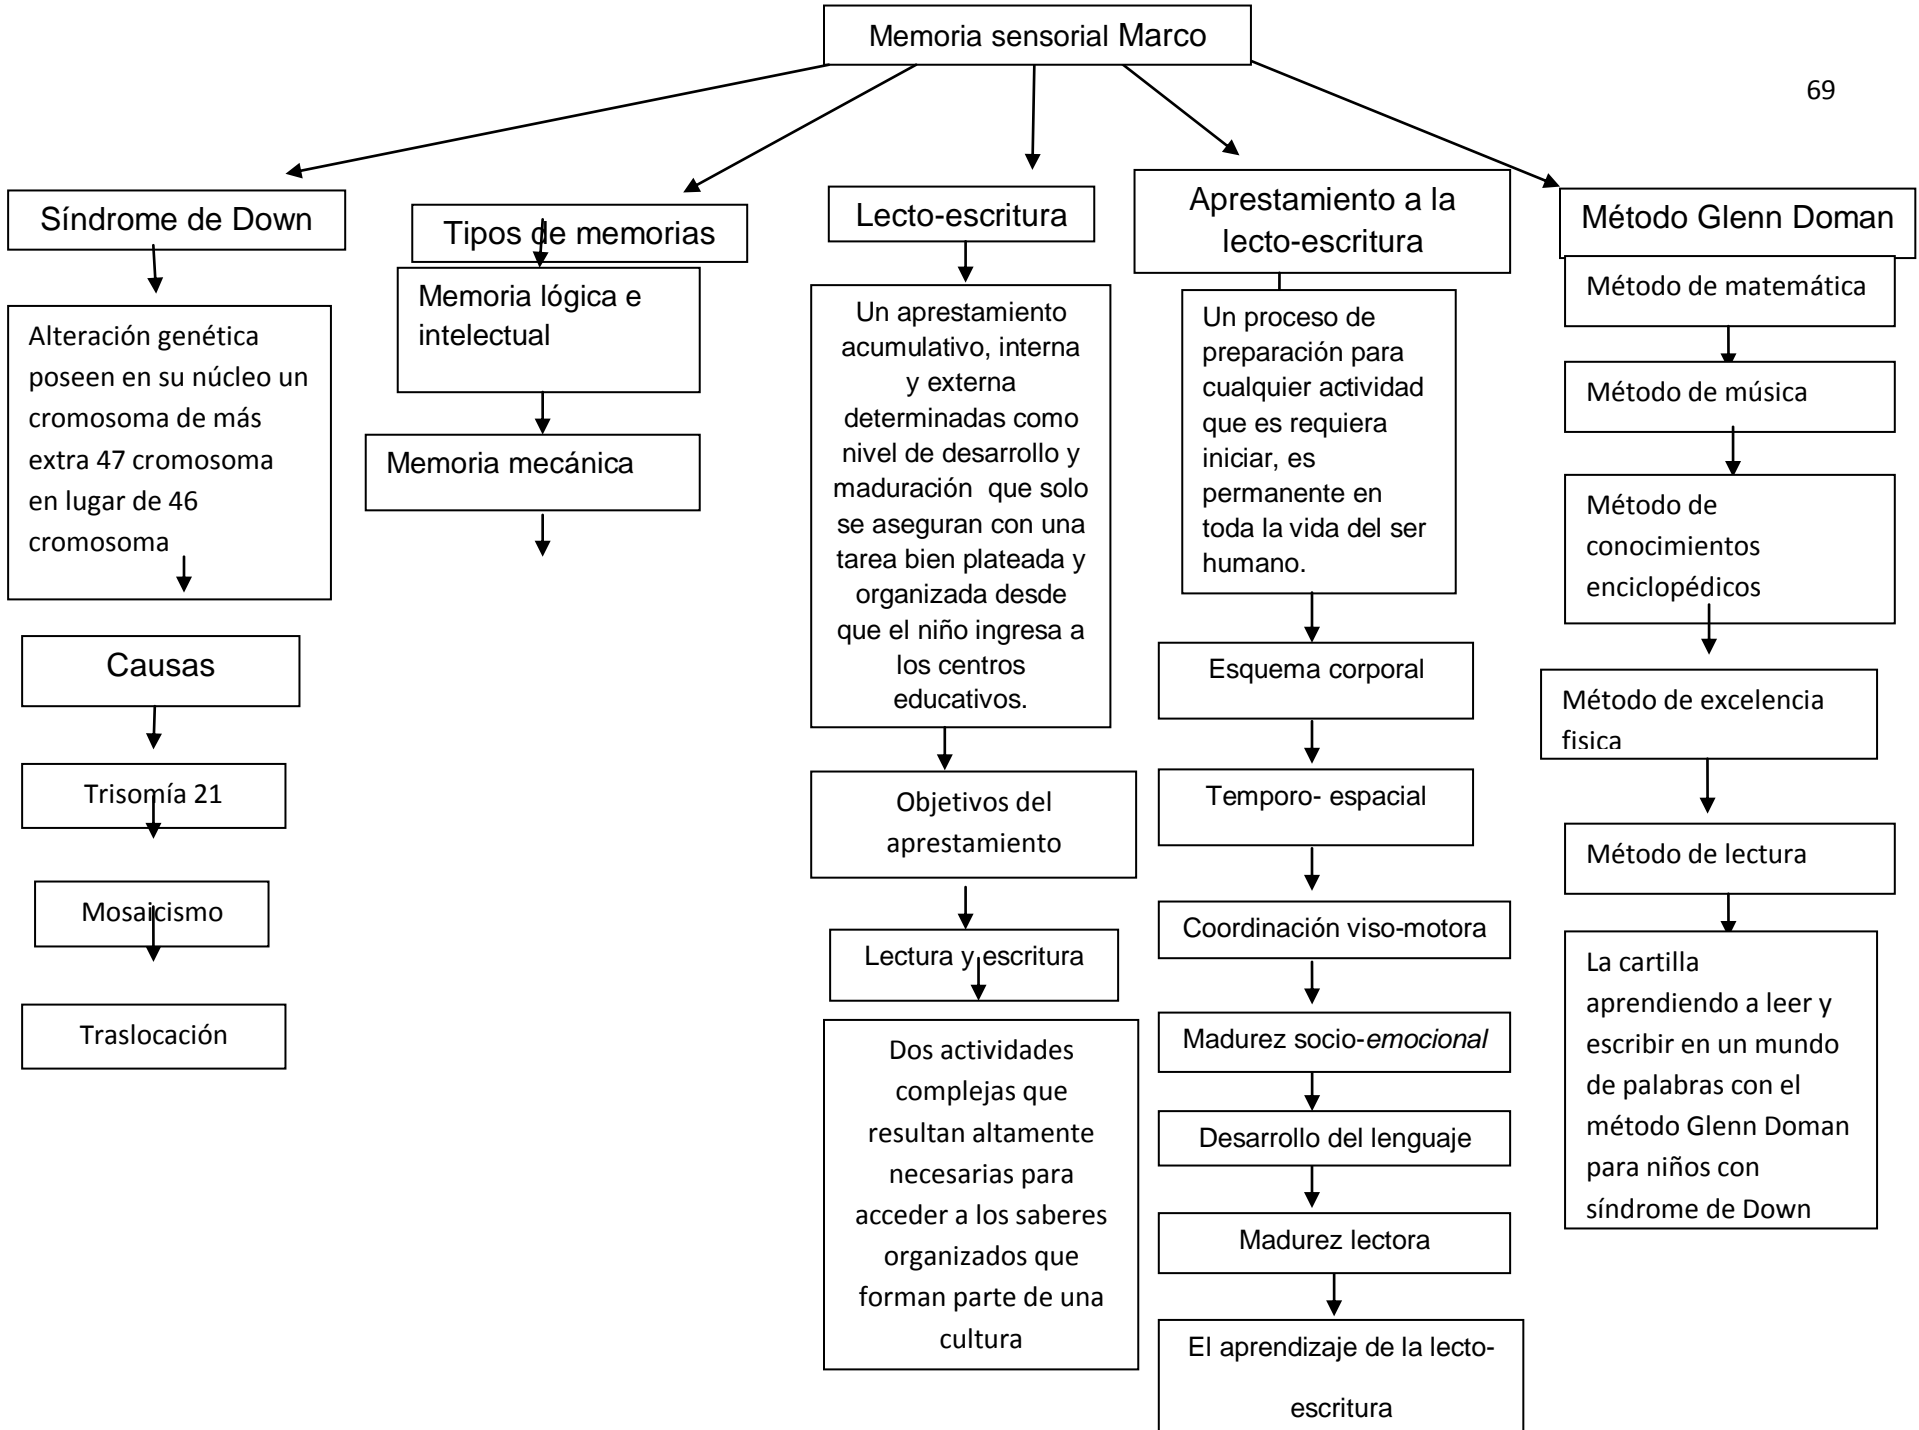 Memoria sensorial Marco
69
Síndrome de Down
Alteración genética
poseen en su núcleo un
cromosoma de más
extra 47 cromosoma
en lugar de 46
cromosoma
Causas
Trisomía 21
Mosaicismo
Traslocación
Tipos de memorias
Memoria lógica e
intelectual
Memoria mecánica
Lecto-escritura
Un aprestamiento
acumulativo, interna
y externa
determinadas como
nivel de desarrollo y
maduración  que solo
se aseguran con una
tarea bien plateada y
organizada desde
que el niño ingresa a
los centros
educativos.
Objetivos del
aprestamiento
Lectura y escritura
Dos actividades
complejas que
resultan altamente
necesarias para
acceder a los saberes
organizados que
forman parte de una
cultura
Aprestamiento a la
lecto-escritura
Un proceso de
preparación para
cualquier actividad
que es requiera
iniciar, es
permanente en
toda la vida del ser
humano.
Esquema corporal
Temporo- espacial
Coordinación viso-motora
Madurez socio-emocional
Desarrollo del lenguaje
Madurez lectora
El aprendizaje de la lecto-
escritura
Método Glenn Doman
Método de matemática
Método de música
Método de
conocimientos
enciclopédicos
Método de excelencia
fisica
Método de lectura
La cartilla
aprendiendo a leer y
escribir en un mundo
de palabras con el
método Glenn Doman
para niños con
síndrome de Down